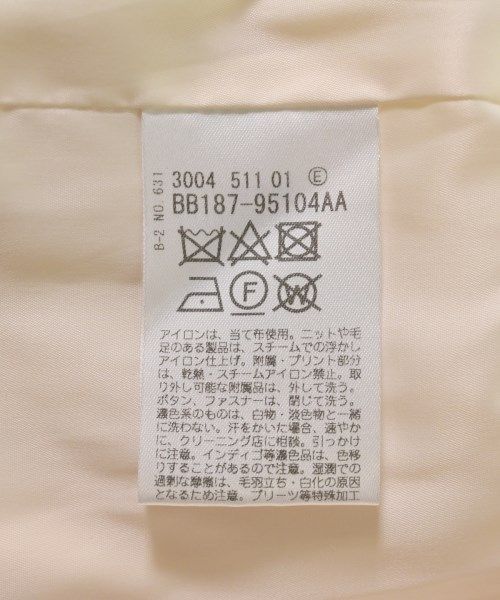 B-2 NO. 631
3004 511 01 E
BB187-95104AA
F
W
アイロンは、当て布使用。ニットや毛
足のある製品は、スチームでの浮かし
アイロン仕上げ。附属・プリント部分
は、乾熱・スチームアイロン禁止。取
り外し可能な附属品は、外して洗う。
ボタン、ファスナーは、閉じて洗う。
濃色系のものは、白物・淡色物と一緒
に洗わない。汗をかいた場合、速やか
に、クリーニング店に相談。引っかけ
に注意。インディゴ等濃色品は、色移
りすることがあるので注意。湿潤での
過剰な摩擦は、毛羽立ち・白化の原因
となるため注意。プリーツ等特殊加工